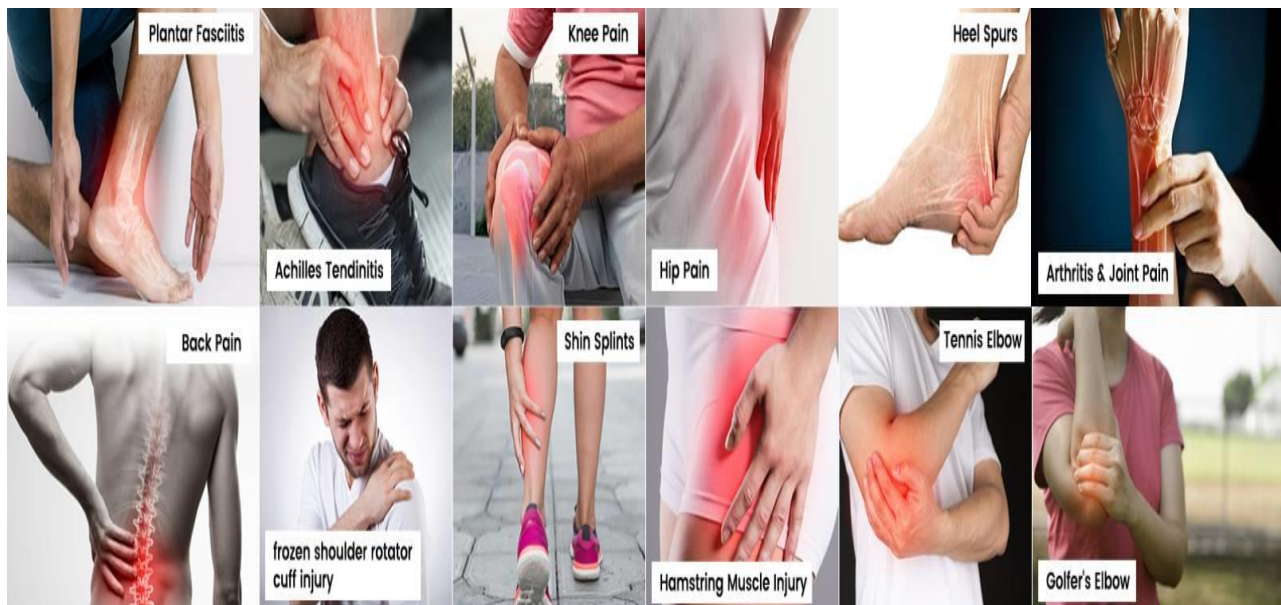 Plantar Fasciitis
Achilles Tendinitis
Knee Pain
Hip Pain
Heel Spurs
Arthritis & Joint Pain
Back Pain
frozen shoulder rotator
cuff injury
Shin Splints
Hamstring Muscle Injury
Tennis Elbow
Golfer's Elbow